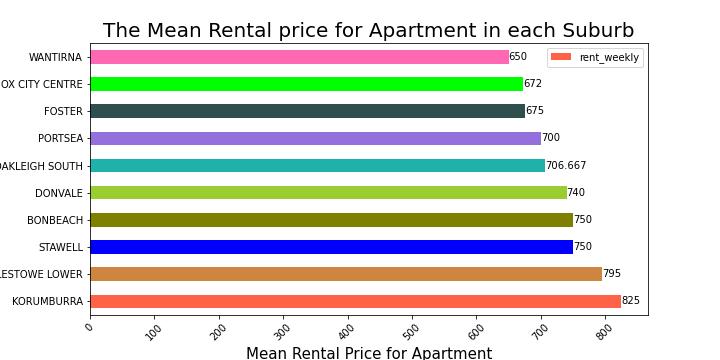 The Mean Rental price for Apartment in each Suburb
WANTIRNA
650
rent_weekly
OX CITY CENTRE
672
FOSTER
675
PORTSEA
700
OAKLEIGH SOUTH
706.667
DONVALE
740
BONBEACH
750
STAWELL
750
LESTOWE LOWER
795
KORUMBURRA
825
0
100
200
300
400
500
600
700
800
Mean Rental Price for Apartment